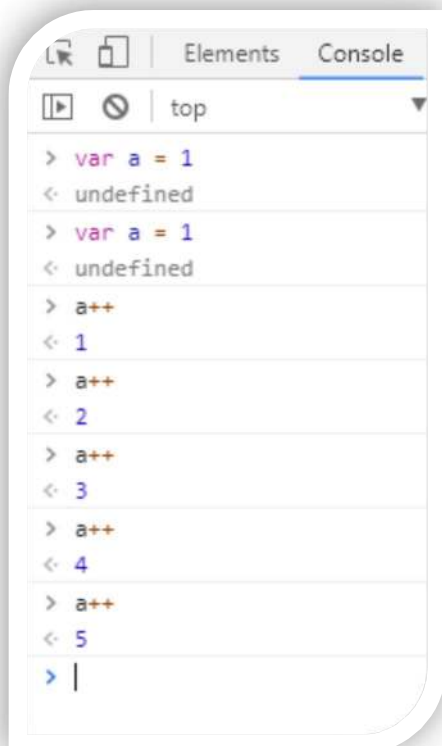 Elements Console
top
> var a = 1
< undefined
> var a = 1
< undefined
> a++
< 1
> a++
< 2
> a++
< 3
> a++
< 4
> a++
< 5
>